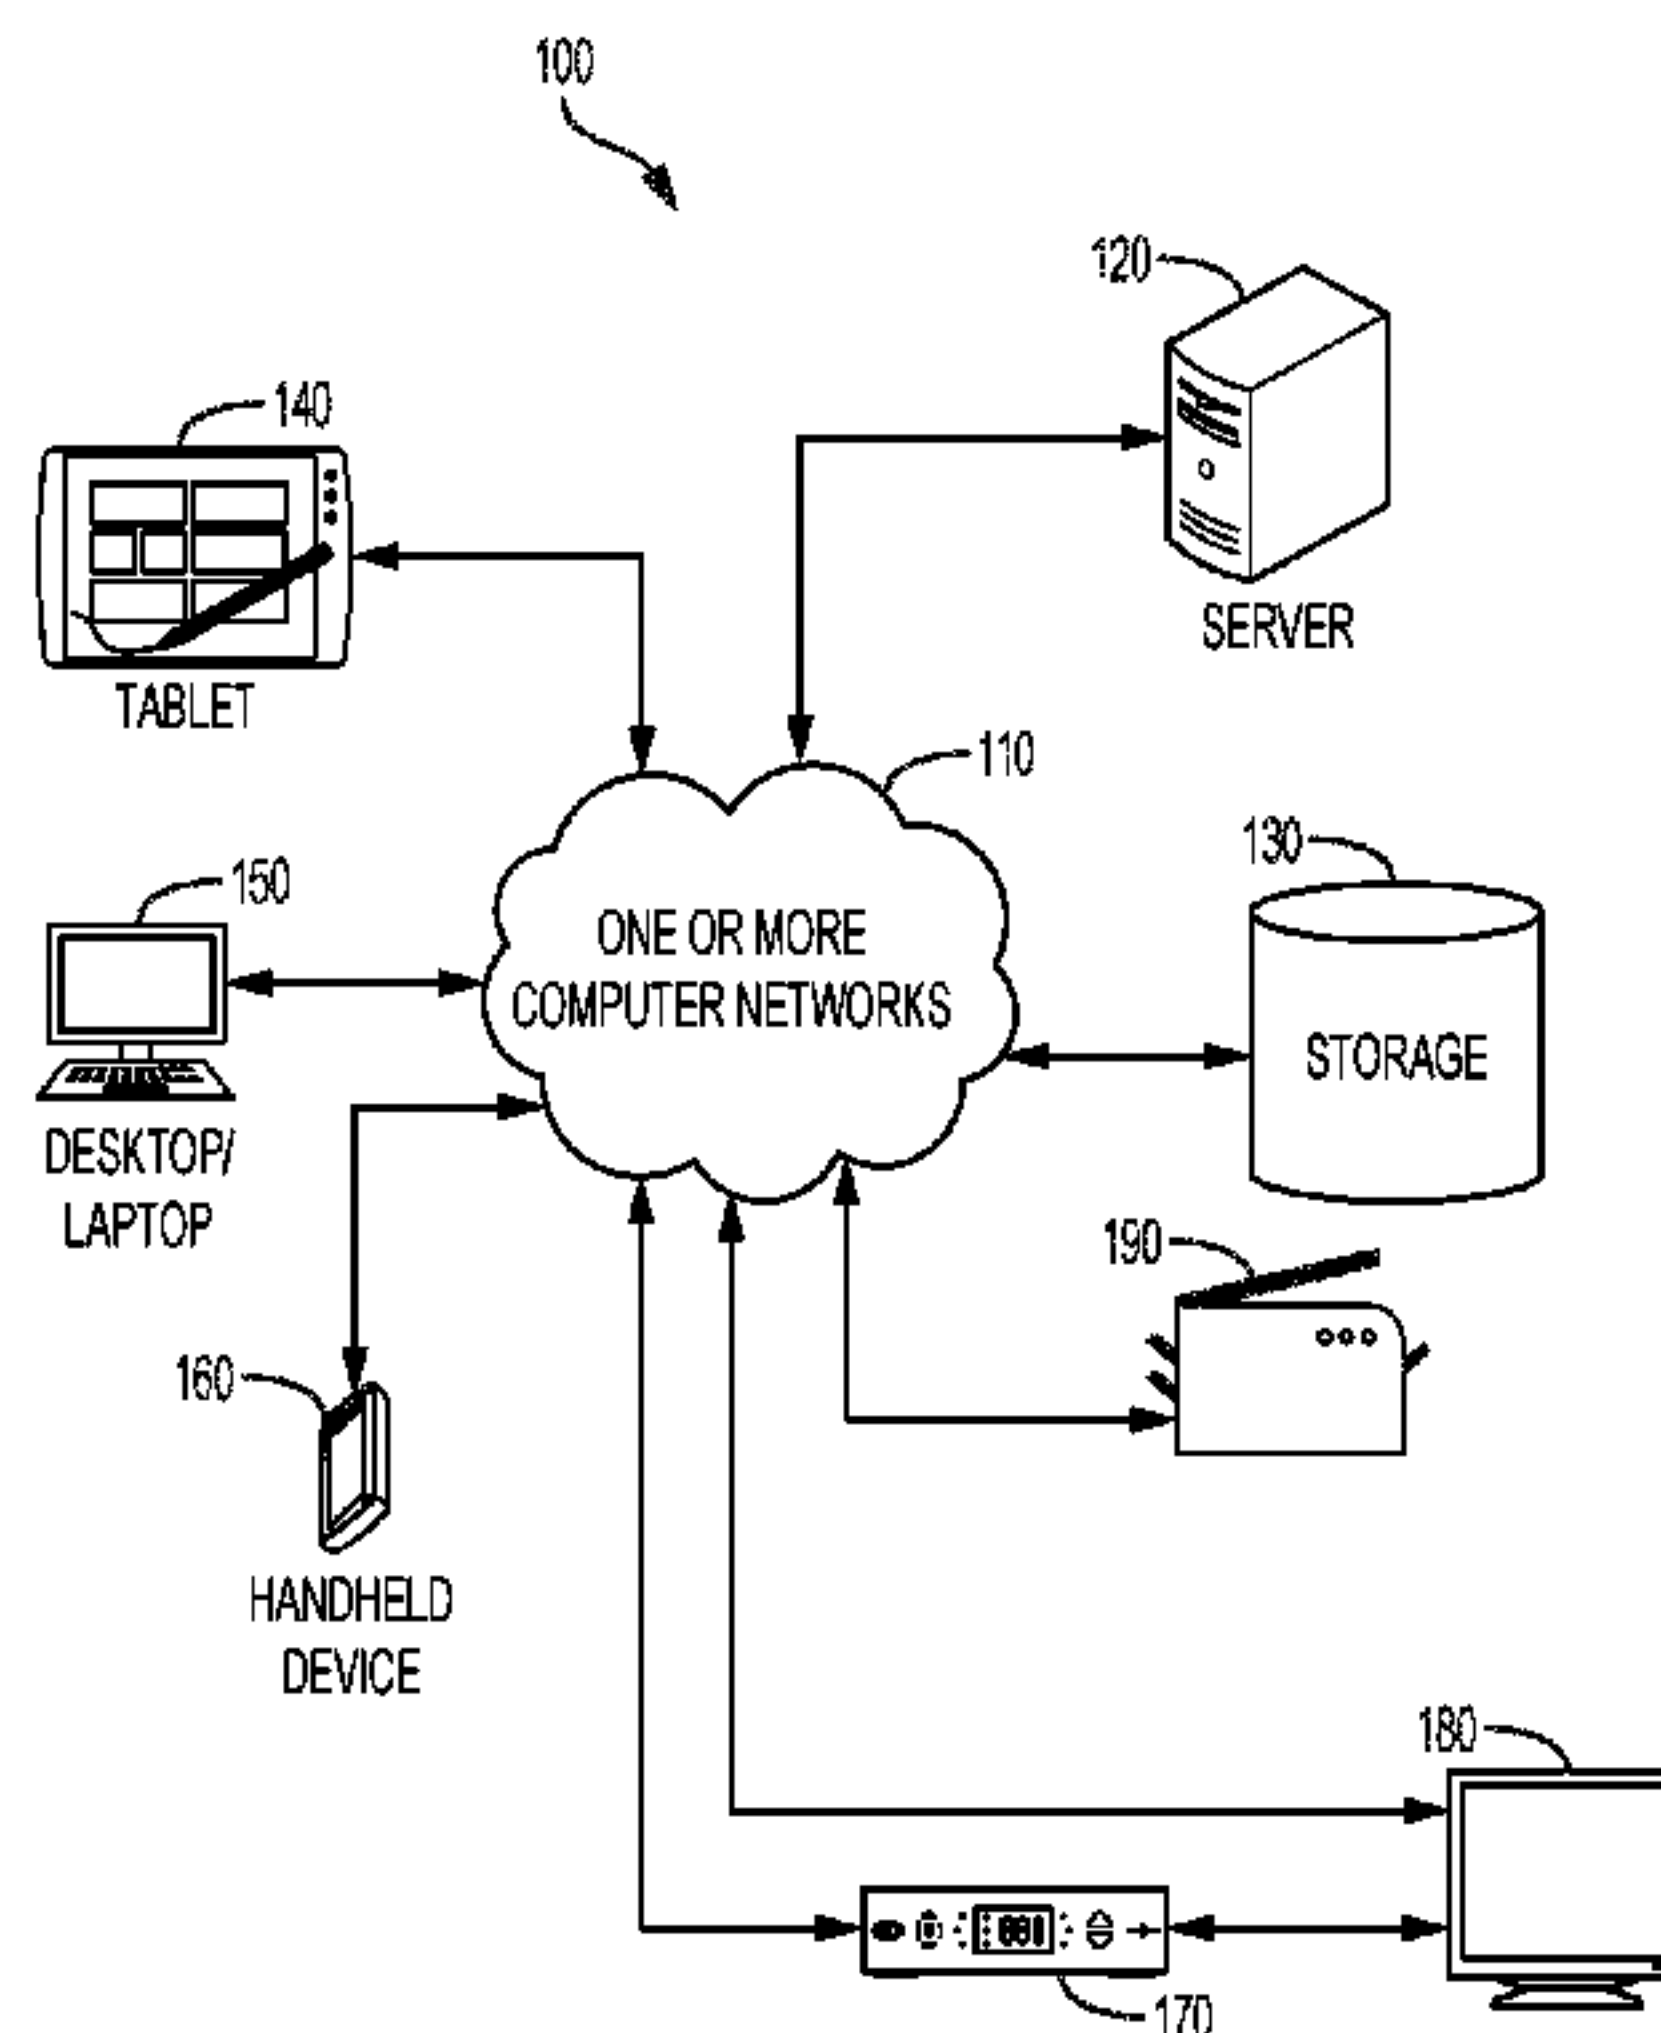 100
120
140
SERVER
TABLET
110
130
150
ONE OR MORE
COMPUTER NETWORKS
STORAGE
DESKTOP/
LAPTOP
190
160
HANDHELD
DEVICE
180
170